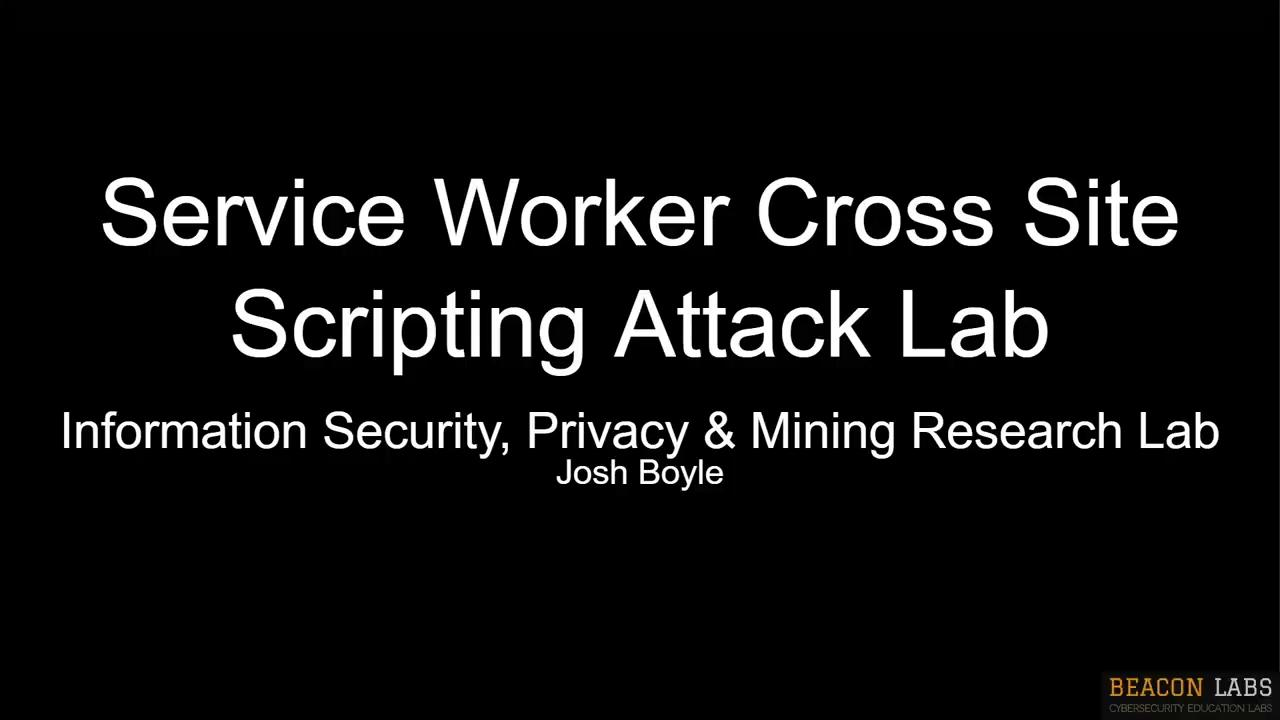 Service Worker Cross Site
Scripting Attack Lab
Information Security, Privacy & Mining Research Lab
Josh Boyle
BEACON LABS
CYBERSECURITY EDUCATION LABS